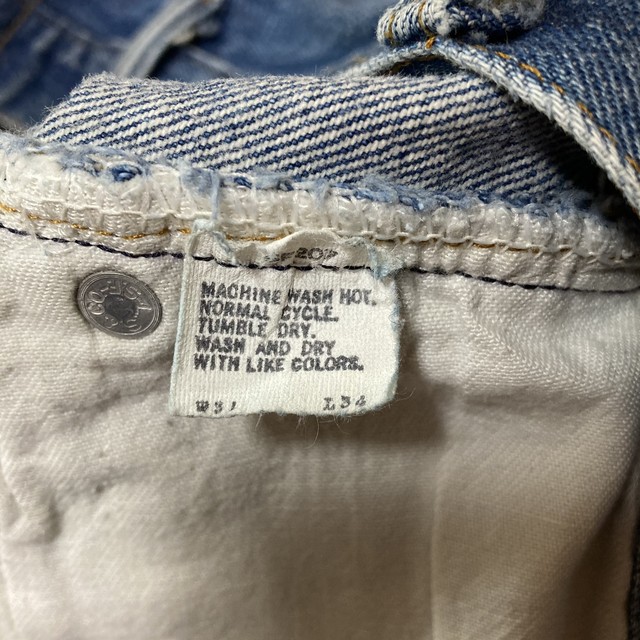 MACHINE WASH HOT.
NORMAL CYCLE.
TUMBLE DRY.
WASH AND DRY
WITH LIKE COLORS.
L34